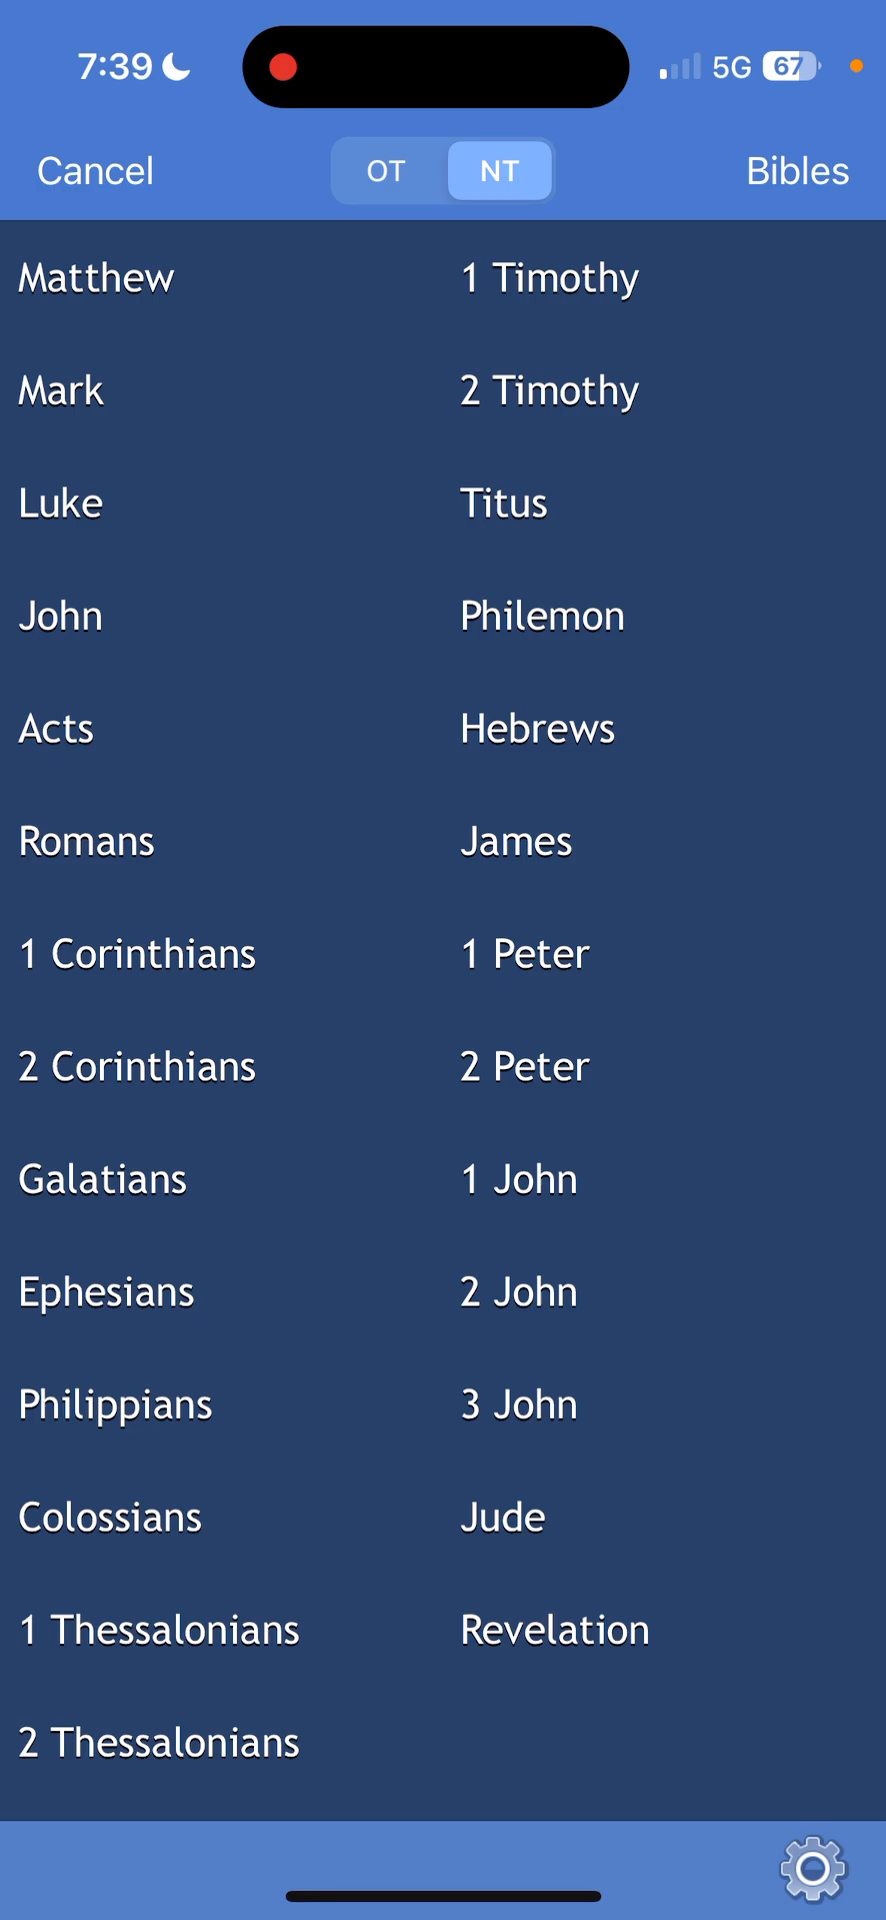 7:39
5G
67
Cancel
OT
NT
Bibles
Matthew
Mark
Luke
John
Acts
Romans
1 Corinthians
2 Corinthians
Galatians
Ephesians
Philippians
Colossians
1 Thessalonians
2 Thessalonians
1 Timothy
2 Timothy
Titus
Philemon
Hebrews
James
1 Peter
2 Peter
1 John
2 John
3 John
Jude
Revelation